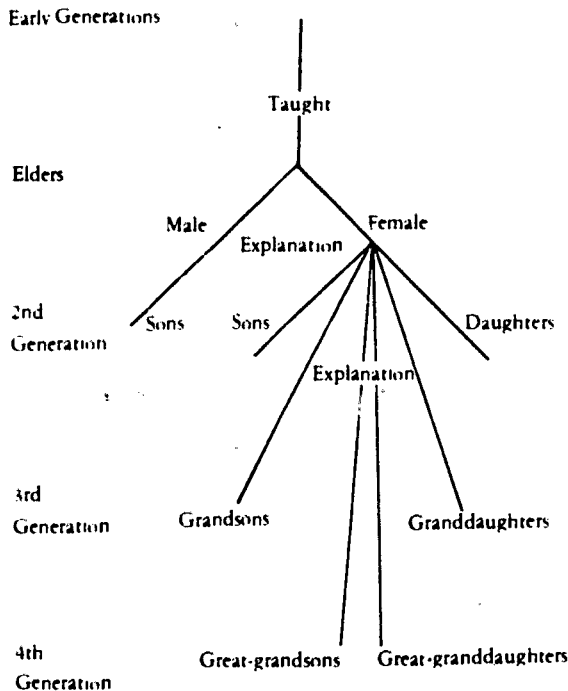 Early Generations
Taught
Elders
Male
Female
Explanation
2nd
Generation
Sons
Sons
Daughters
Explanation
3rd
Generation
Grandsons
Granddaughters
4th
Generation
Great-grandsons
Great-granddaughters